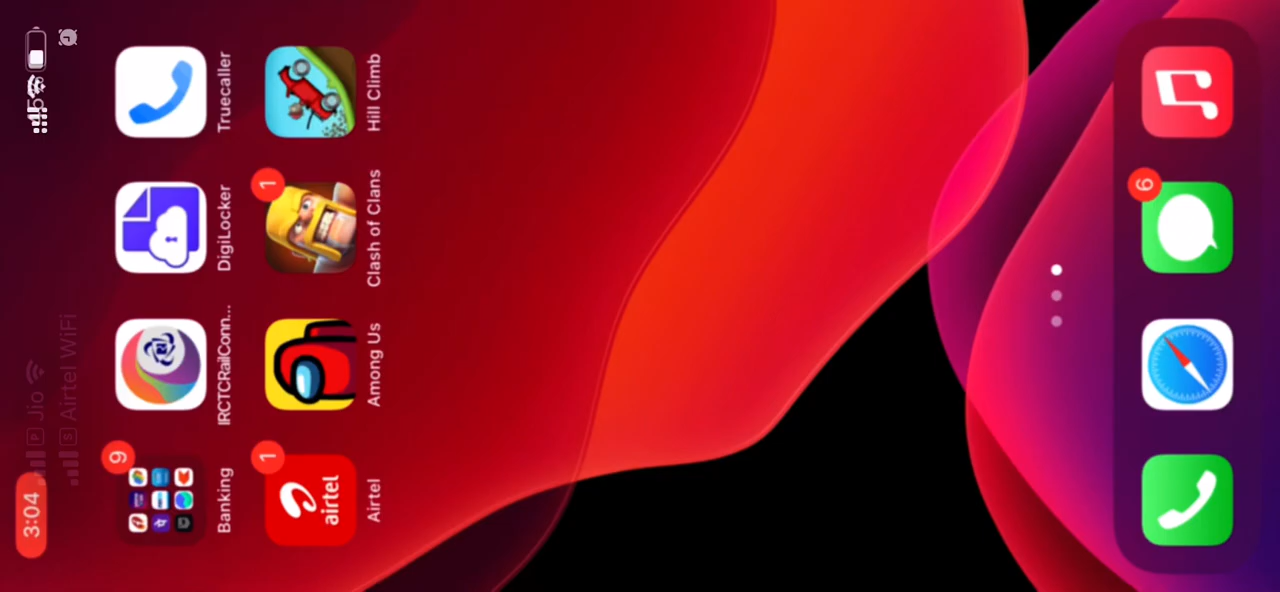 3:04
P Jio
S Airtel WiFi
9
Banking
IRCTCRailConn...
DigiLocker
Truecaller
1
airtel
Airtel
Among Us
1
Clash of Clans
Hill Climb
6